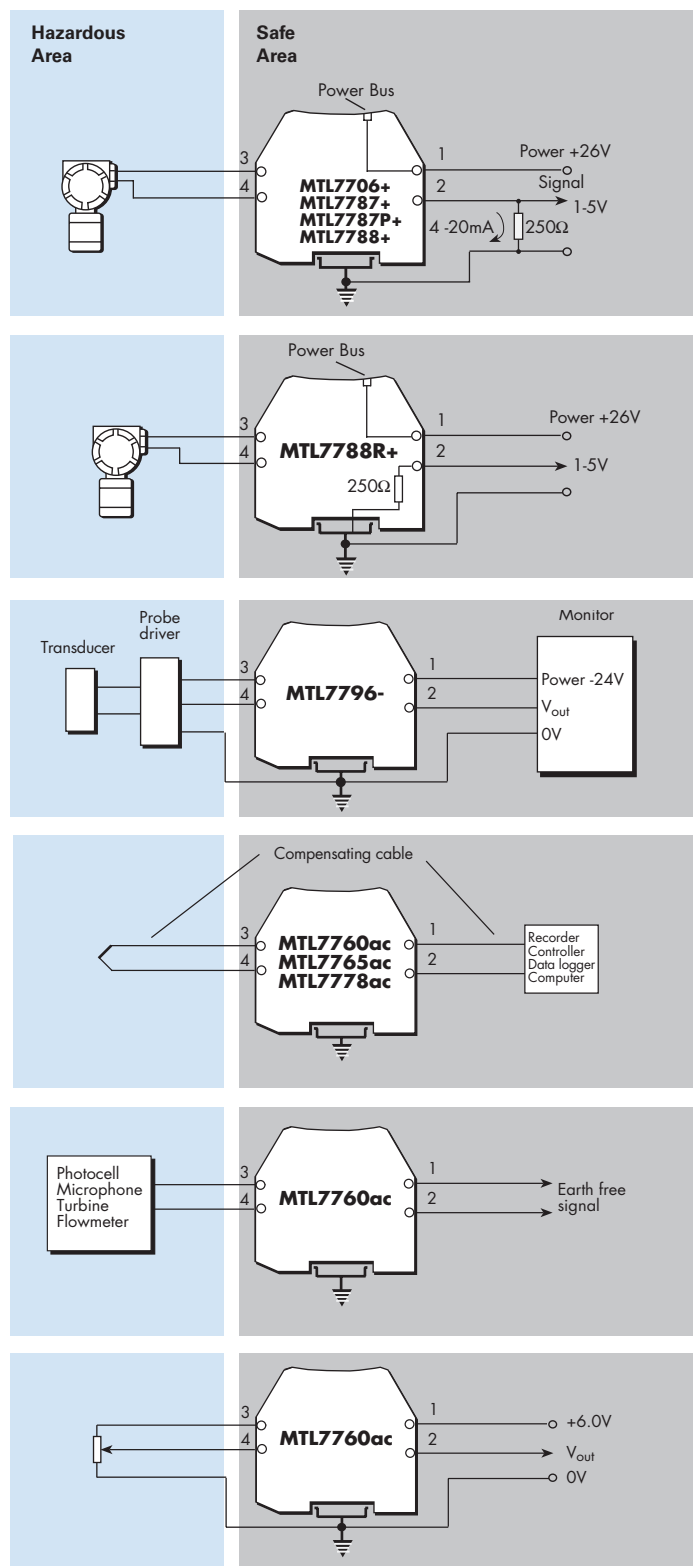 Hazardous
Area
Safe
Area
Power Bus
3
4
MTL7706+
MTL7787+
MTL7787P+
MTL7788+
1
2
Power +26V
Signal
1-5V
4 -20mA
250Ω
Power Bus
3
4
MTL7788R+
250Ω
1
2
Power +26V
1-5V
Transducer
Probe
driver
3
4
MTL7796-
1
2
Monitor
Power -24V
Vout
0V
Compensating cable
3
4
MTL7760ac
MTL7765ac
MTL7778ac
1
2
Recorder
Controller
Data logger
Computer
Photocell
Microphone
Turbine
Flowmeter
3
4
MTL7760ac
1
2
Earth free
signal
3
4
MTL7760ac
1
2
+6.0V
Vout
0V